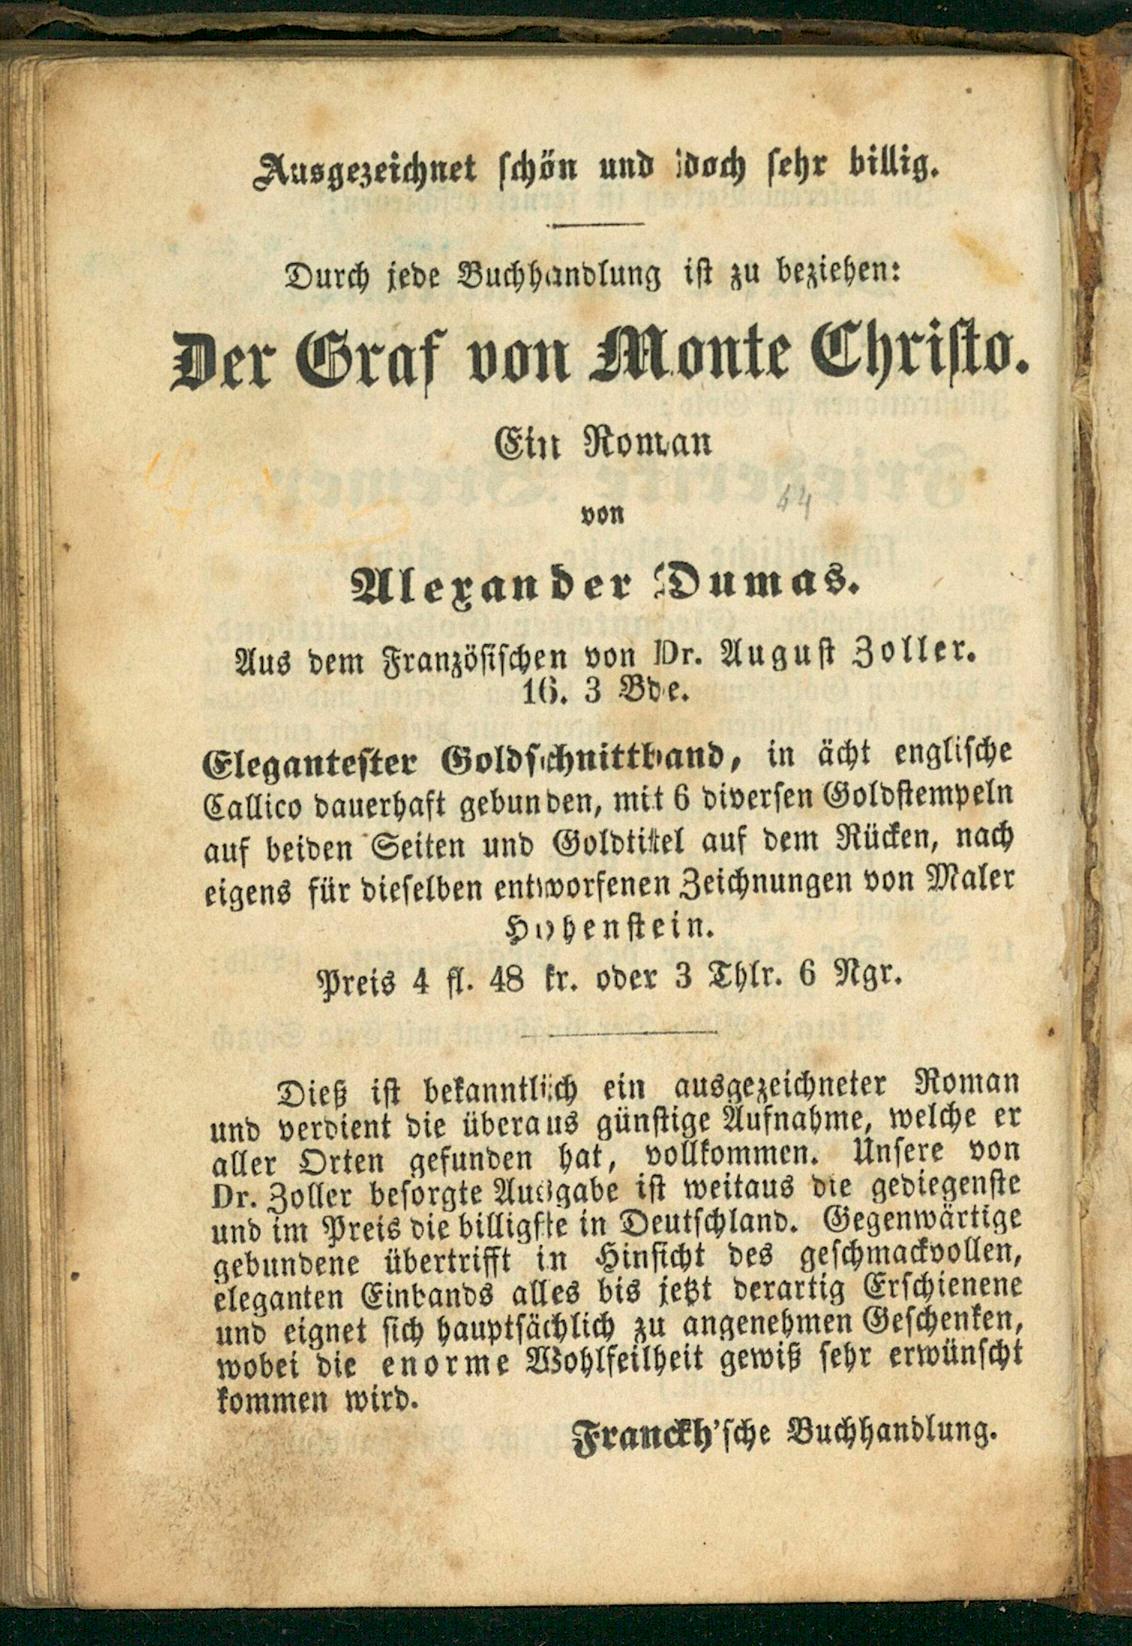 Ausgezeichnet schön und doch sehr billig.
Durch jede Buchhandlung ist zu beziehen:
Der Graf von Monte Christo.
Ein Roman
von
64
Alexander Dumas.
Aus dem Französischen von Dr. August Zoller.
16. 3 Bde.
Elegantester Goldschnittband, in ächt englische
Callico dauerhaft gebunden, mit 6 diversen Goldstempeln
auf beiden Seiten und Goldtitel auf dem Rücken, nach
eigens für dieselben entworfenen Zeichnungen von Maler
Hohenstein.
Preis 4 fl. 48 kr. oder 3 Thlr. 6 Ngr.
Dieß ist bekanntlich ein ausgezeichneter Roman
und verdient die überaus günstige Aufnahme, welche er
aller Orten gefunden hat, vollkommen. Unsere von
Dr. Zoller besorgte Ausgabe ist weitaus die gediegenste
und im Preis die billigste in Deutschland. Gegenwärtige
gebundene übertrifft in Hinsicht des geschmackvollen,
eleganten Einbands alles bis jetzt derartig Erschienene
und eignet sich hauptsächlich zu angenehmen Geschenken,
wobei die enorme Wohlfeilheit gewiß sehr erwünscht
kommen wird.
Franckh'sche Buchhandlung.